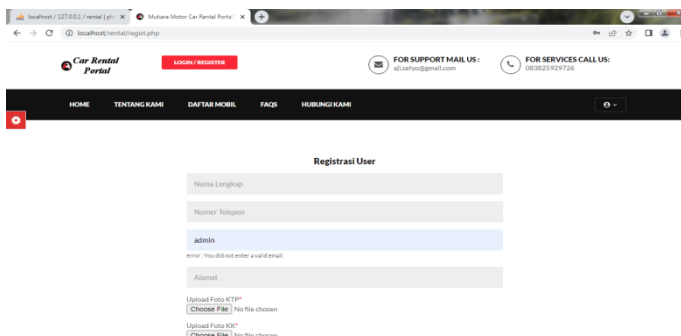 localhost / 127.0.0.1 / rental | ph
Mutiara Motor Car Rental Portal
localhost/rental/regist.php
Car Rental
Portal
LOGIN / REGISTER
FOR SUPPORT MAIL US :
aji.setyo@gmail.com
FOR SERVICES CALL US:
083825929726
HOME TENTANG KAMI DAFTAR MOBIL FAQS HUBUNGI KAMI
Registrasi User
Nama Lengkap
Nomer Telepon
admin
error : You did not enter a valid email.
Alamat
Upload Foto KTP*
Choose File No file chosen
Upload Foto KK*
Choose File No file chosen